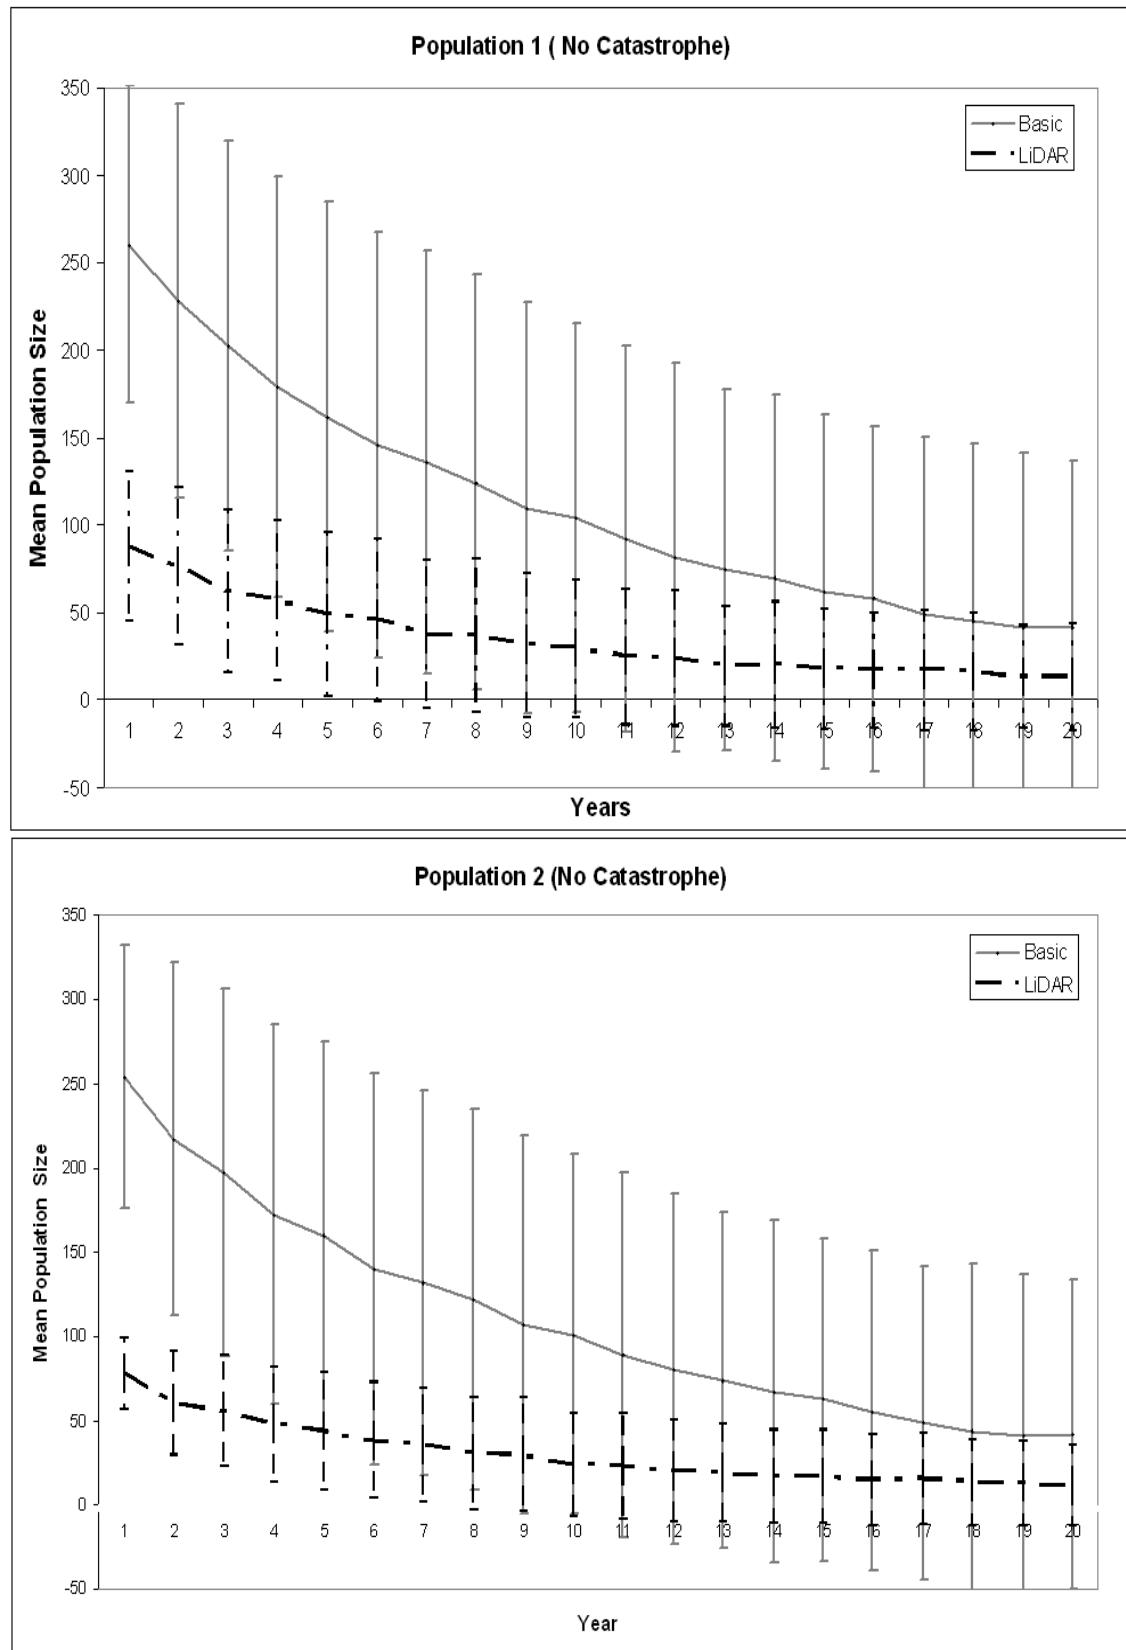 Population 1 ( No Catastrophe)
Basic
LiDAR
Mean Population Size
350
300
250
200
150
100
50
0
-50
1 2 3 4 5 6 7 8 9 10 11 12 13 14 15 16 17 18 19 20
Years
Population 2 (No Catastrophe)
Basic
LiDAR
Mean Population Size
350
300
250
200
150
100
50
0
-50
1 2 3 4 5 6 7 8 9 10 11 12 13 14 15 16 17 18 19 20
Year